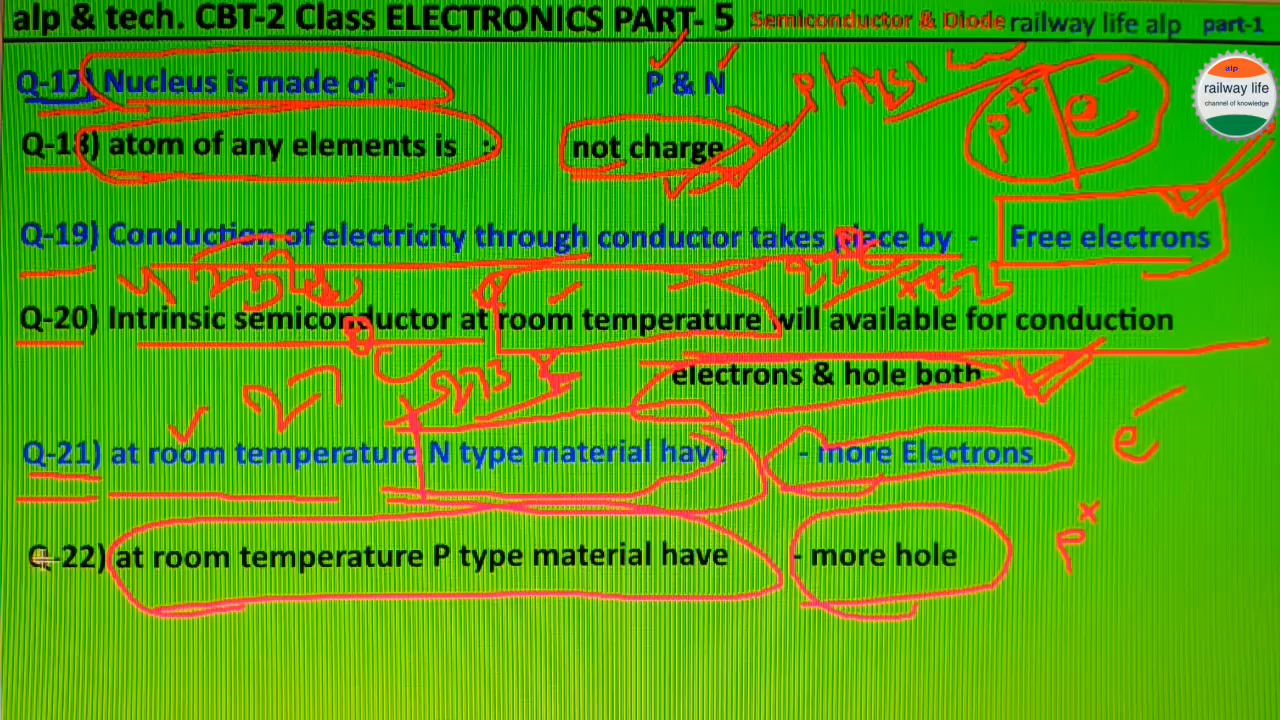 alp & tech. CBT-2 Class ELECTRONICS PART- 5 Semiconductor & Diode railway life alp part-1
alp
railway life
channel of knowledge
Q-17) Nucleus is made of :- P & N
physi
Q-18) atom of any elements is :- not charge
P e
Q-19) Conduction of electricity through conductor takes place by - Free electrons
Q-20) Intrinsic semiconductor at room temperature will available for conduction
electrons & hole both
27 °C
Q-21) at room temperature N type material have - more Electrons
e
Q-22) at room temperature P type material have - more hole
P